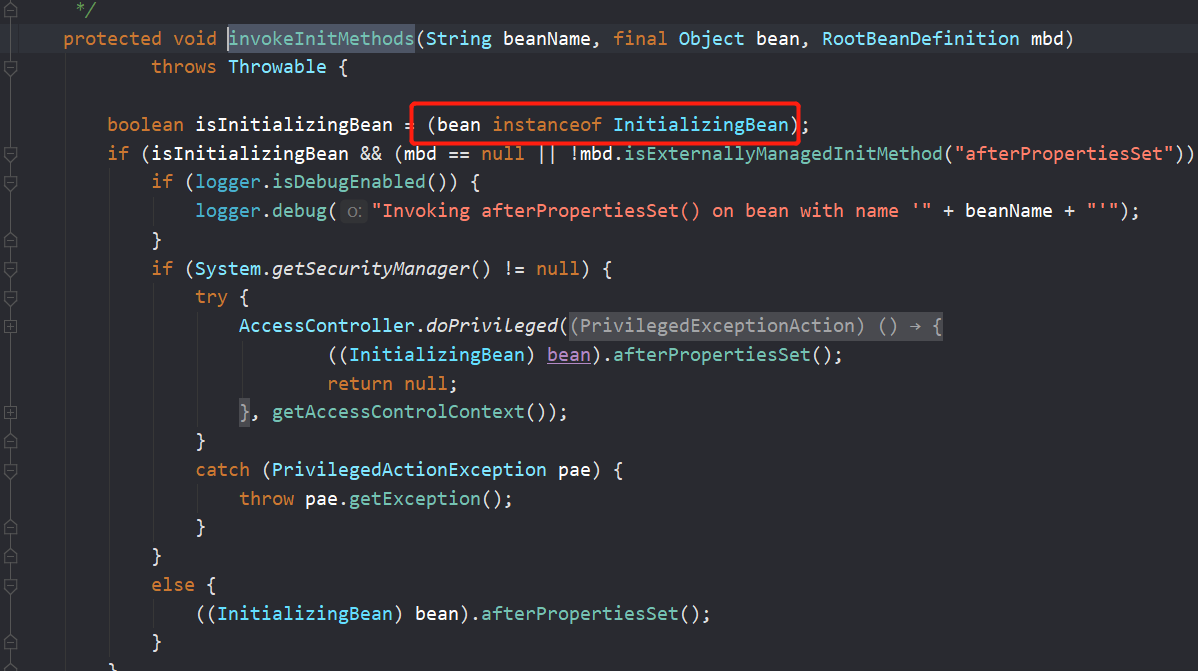 */
protected void invokeInitMethods(String beanName, final Object bean, RootBeanDefinition mbd)
throws Throwable {
boolean isInitializingBean = (bean instanceof InitializingBean);
if (isInitializingBean && (mbd == null || !mbd.isExternallyManagedInitMethod("afterPropertiesSet"))
if (logger.isDebugEnabled()) {
logger.debug( o: "Invoking afterPropertiesSet() on bean with name '" + beanName + "'");
}
if (System.getSecurityManager() != null) {
try {
AccessController.doPrivileged((PrivilegedExceptionAction) () → {
((InitializingBean) bean).afterPropertiesSet();
return null;
}, getAccessControlContext());
}
catch (PrivilegedActionException pae) {
throw pae.getException();
}
}
else {
((InitializingBean) bean).afterPropertiesSet();
}
}